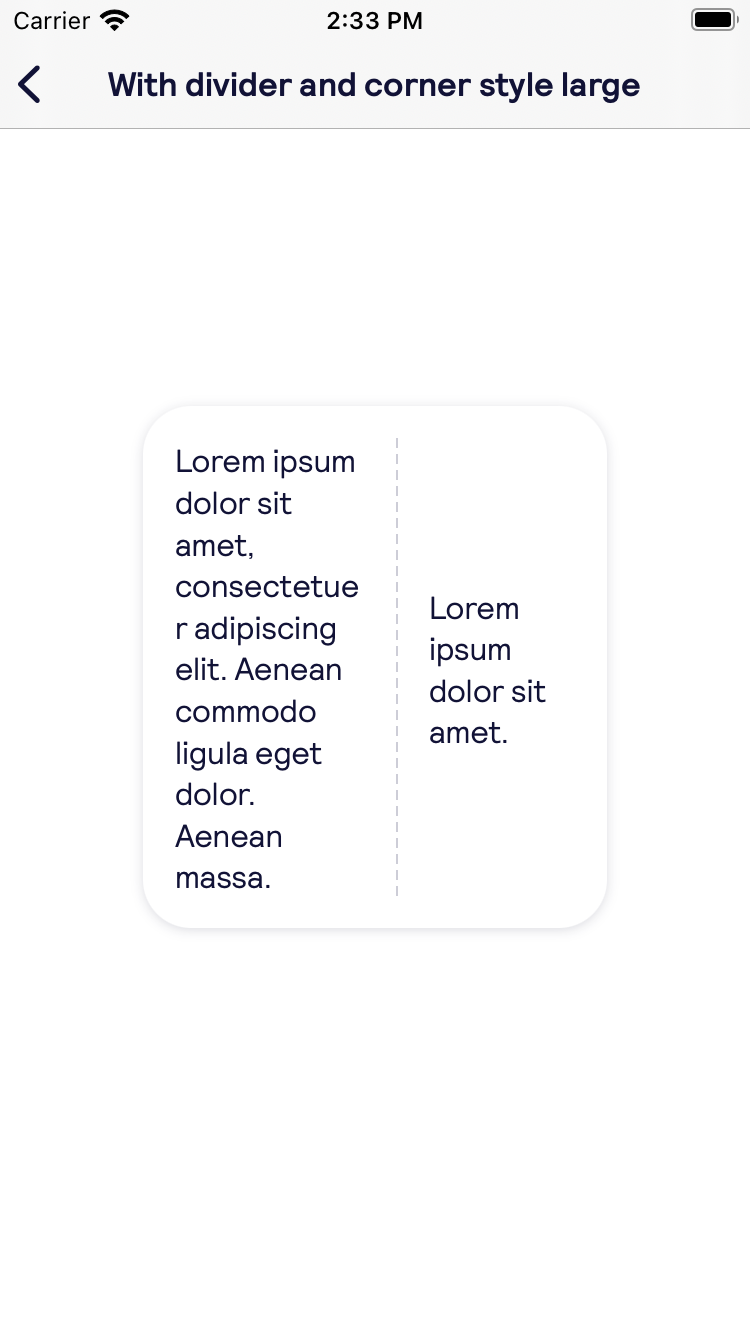 Carrier 2:33 PM
With divider and corner style large
Lorem ipsum
dolor sit
amet,
consectetue
r adipiscing
elit. Aenean
commodo
ligula eget
dolor.
Aenean
massa.
Lorem
ipsum
dolor sit
amet.